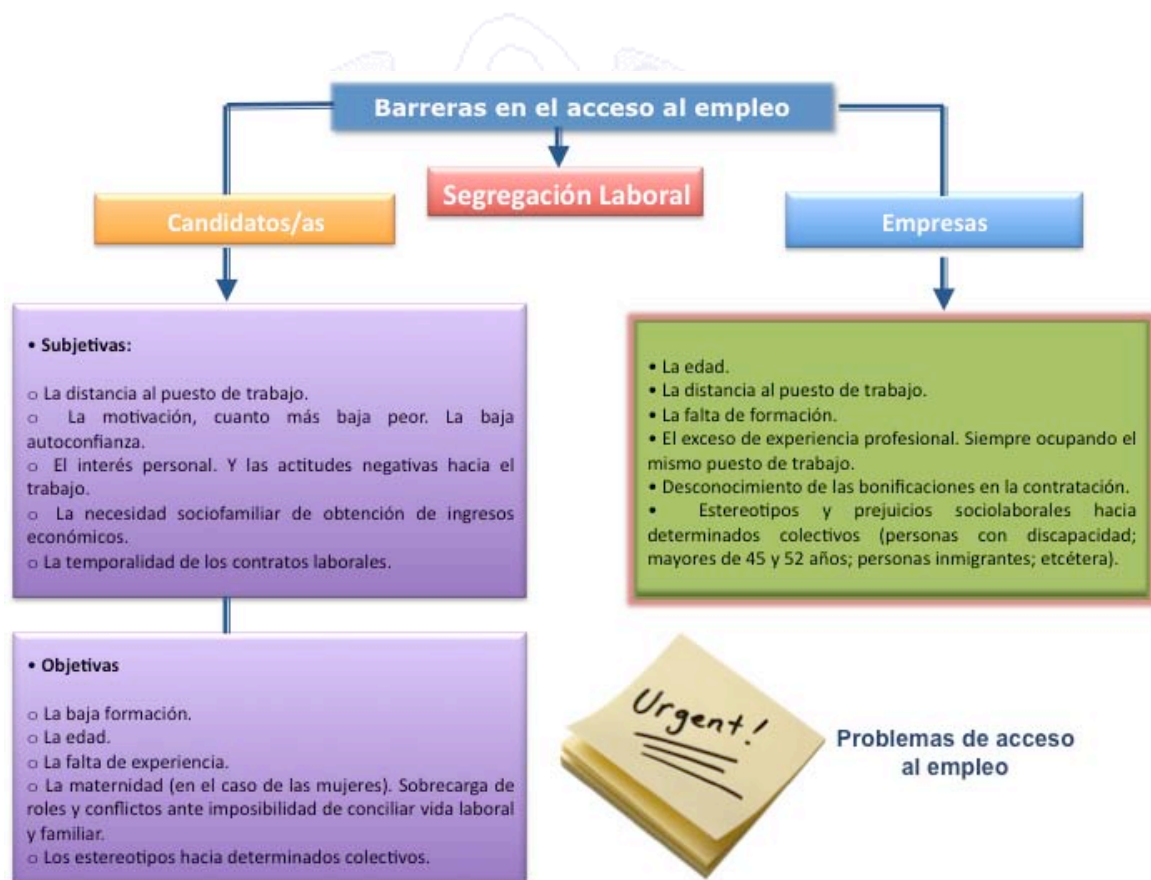 Barreras en el acceso al empleo
Segregación Laboral
Candidatos/as
Empresas
• Subjetivas:
o La distancia al puesto de trabajo.
o La motivación, cuanto más baja peor. La baja
autoconfianza.
o El interés personal. Y las actitudes negativas hacia el
trabajo.
o La necesidad sociofamiliar de obtención de ingresos
económicos.
o La temporalidad de los contratos laborales.
• Objetivas
o La baja formación.
o La edad.
o La falta de experiencia.
o La maternidad (en el caso de las mujeres). Sobrecarga de
roles y conflictos ante imposibilidad de conciliar vida laboral
y familiar.
o Los estereotipos hacia determinados colectivos.
• La edad.
• La distancia al puesto de trabajo.
• La falta de formación.
• El exceso de experiencia profesional. Siempre ocupando el
mismo puesto de trabajo.
• Desconocimiento de las bonificaciones en la contratación.
• Estereotipos y prejuicios sociolaborales hacia
determinados colectivos (personas con discapacidad;
mayores de 45 y 52 años; personas inmigrantes; etcétera).
Urgent!
Problemas de acceso
al empleo